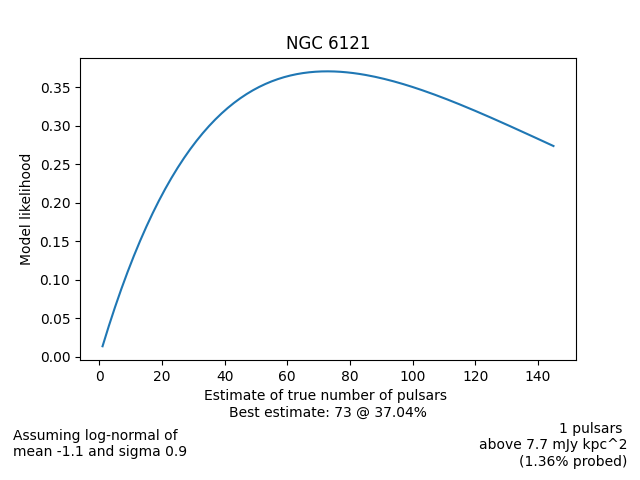 NGC 6121
Model likelihood
0.35
0.30
0.25
0.20
0.15
0.10
0.05
0.00
0 20 40 60 80 100 120 140
Estimate of true number of pulsars
Best estimate: 73 @ 37.04%
Assuming log-normal of
mean -1.1 and sigma 0.9
1 pulsars
above 7.7 mJy kpc^2
(1.36% probed)